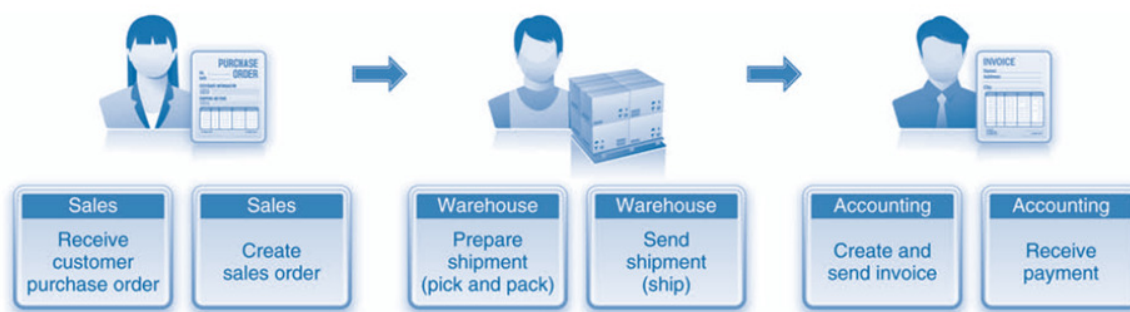 PURCHASE
ORDER
INVOICE
Sales
Receive
customer
purchase order
Sales
Create
sales order
Warehouse
Prepare
shipment
(pick and pack)
Warehouse
Send
shipment
(ship)
Accounting
Create and
send invoice
Accounting
Receive
payment